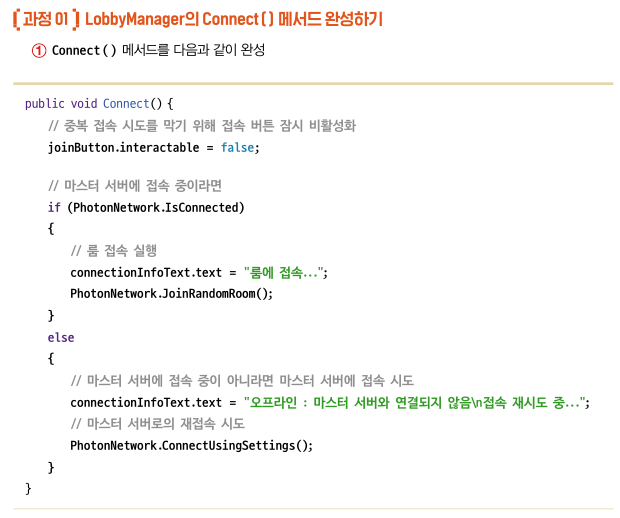 [ 과정 01 ] LobbyManager의 Connect() 메서드 완성하기
① Connect() 메서드를 다음과 같이 완성
public void Connect() {
// 중복 접속 시도를 막기 위해 접속 버튼 잠시 비활성화
joinButton.interactable = false;
// 마스터 서버에 접속 중이라면
if (PhotonNetwork.IsConnected)
{
// 룸 접속 실행
connectionInfoText.text = "룸에 접속...";
PhotonNetwork.JoinRandomRoom();
}
else
{
// 마스터 서버에 접속 중이 아니라면 마스터 서버에 접속 시도
connectionInfoText.text = "오프라인 : 마스터 서버와 연결되지 않음\n접속 재시도 중...";
// 마스터 서버로의 재접속 시도
PhotonNetwork.ConnectUsingSettings();
}
}